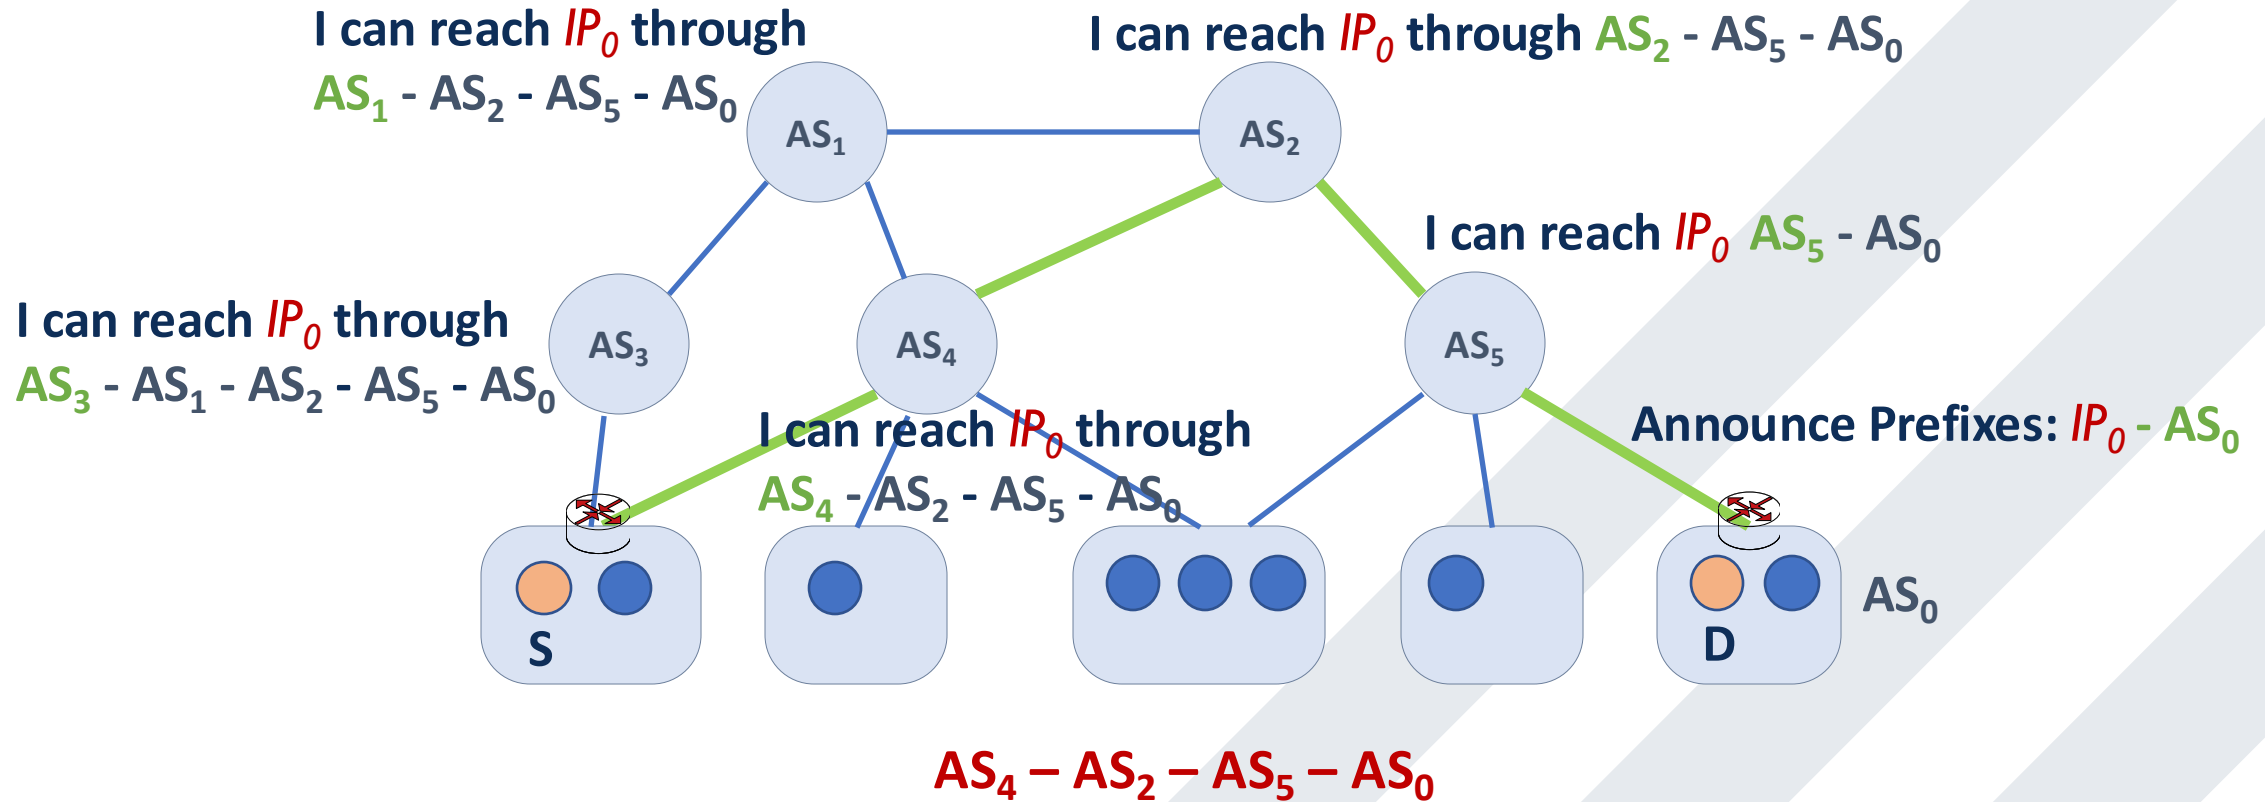 I can reach IP₀ through
AS₁ - AS₂ - AS₅ - AS₀
I can reach IP₀ through AS₂ - AS₅ - AS₀
AS₁
AS₂
I can reach IP₀ AS₅ - AS₀
I can reach IP₀ through
AS₃ - AS₁ - AS₂ - AS₅ - AS₀
AS₃
AS₄
AS₅
I can reach IP₀ through
AS₄ - AS₂ - AS₅ - AS₀
Announce Prefixes: IP₀ - AS₀
S
D
AS₀
AS₄ – AS₂ – AS₅ – AS₀